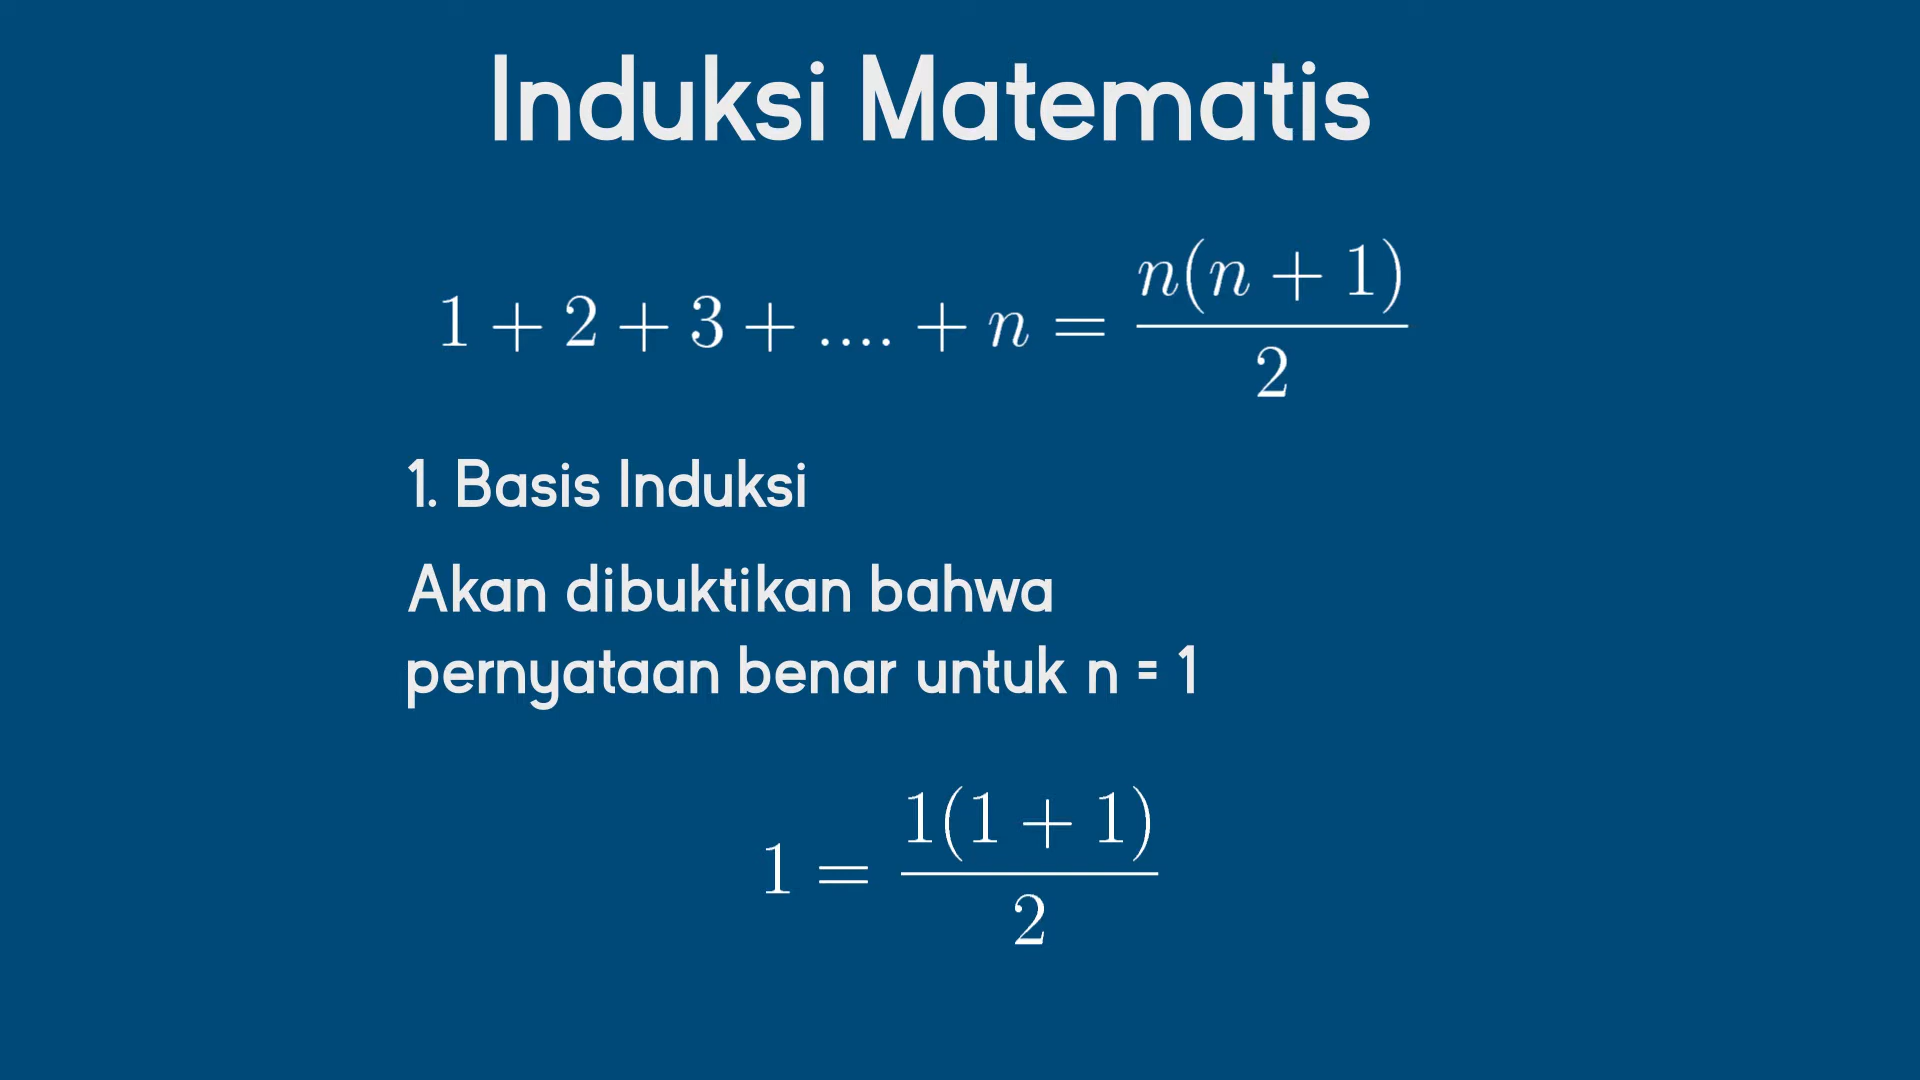 Induksi Matematis
1 + 2 + 3 + .... + n = n(n + 1) / 2
1. Basis Induksi
Akan dibuktikan bahwa
pernyataan benar untuk n = 1
1 = 1(1 + 1) / 2